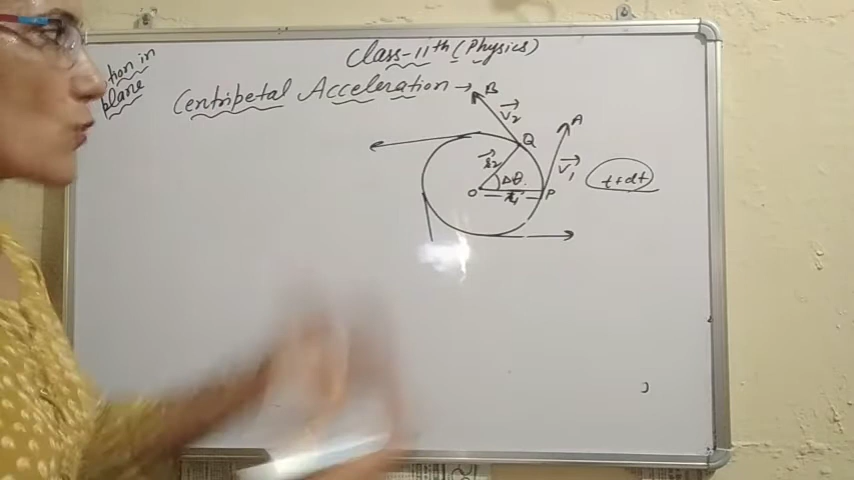 Class-11th (Physics)
tion in
plane
Centripetal Acceleration →
B
V2
A
Q
r2
V1
Δθ
t+dt
O
r1
P